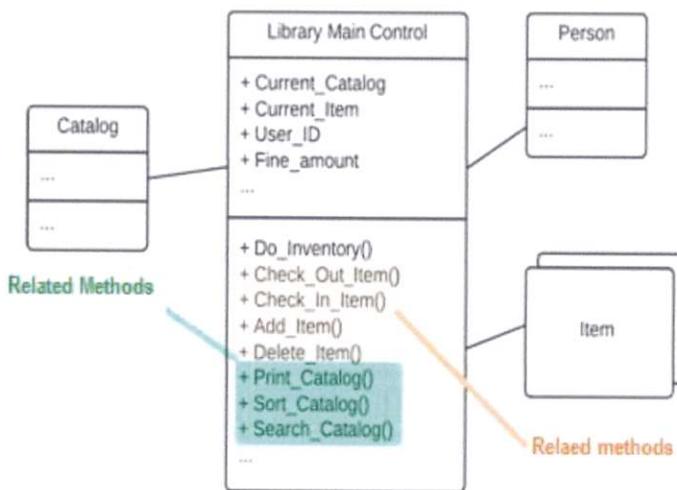 Library Main Control
+ Current_Catalog
+ Current_Item
+ User_ID
+ Fine_amount
...
+ Do_Inventory()
+ Check_Out_Item()
+ Check_In_Item()
+ Add_Item()
+ Delete_Item()
+ Print_Catalog()
+ Sort_Catalog()
+ Search_Catalog()
...
Catalog
...
...
Related Methods
Person
...
...
Item
Relaed methods